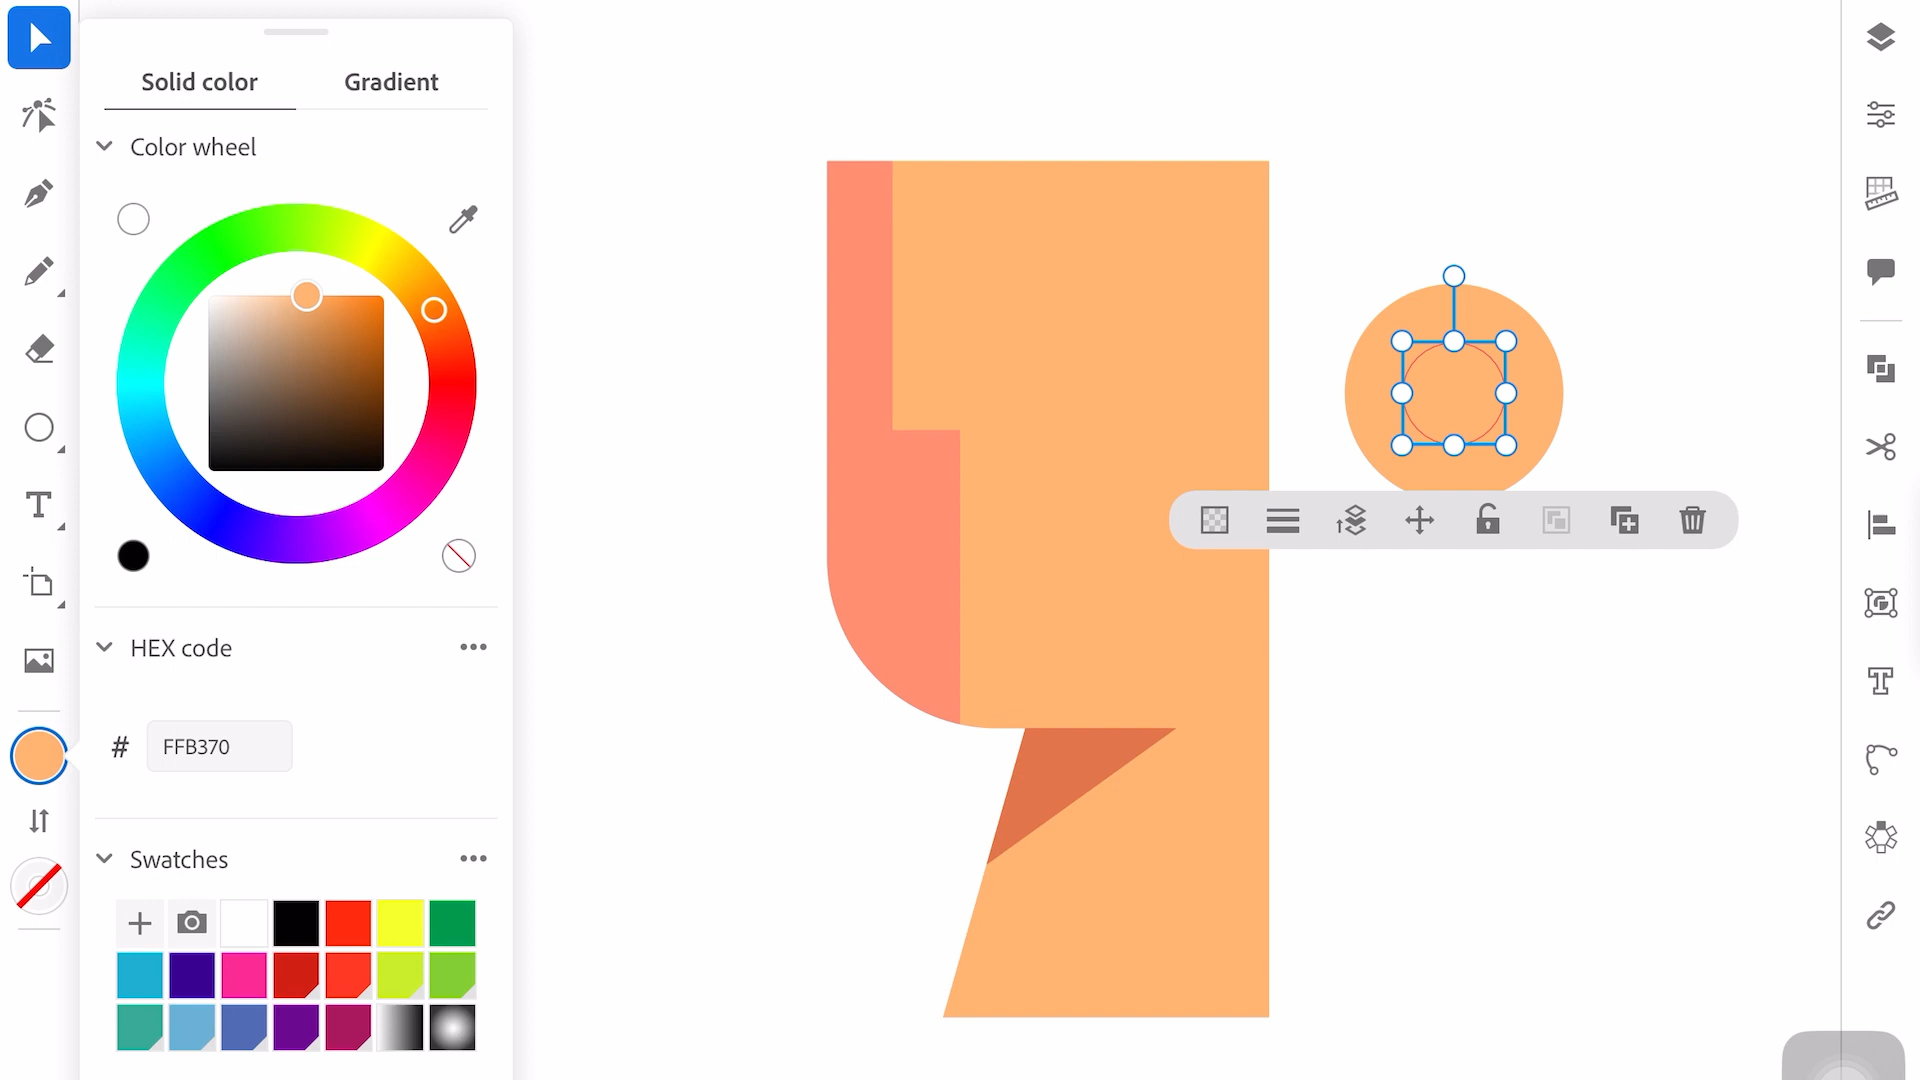 Solid color
Gradient
Color wheel
HEX code
# FFB370
Swatches